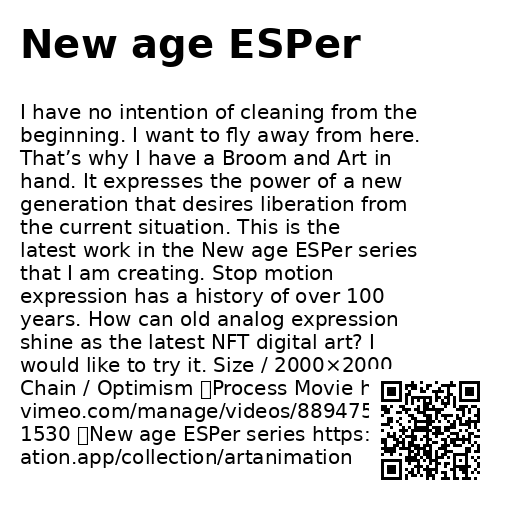 New age ESPer
I have no intention of cleaning from the
beginning. I want to fly away from here.
That’s why I have a Broom and Art in
hand. It expresses the power of a new
generation that desires liberation from
the current situation. This is the
latest work in the New age ESPer series
that I am creating. Stop motion
expression has a history of over 100
years. How can old analog expression
shine as the latest NFT digital art? I
would like to try it. Size / 2000×2000
Chain / Optimism Process Movie h
vimeo.com/manage/videos/889475
1530 New age ESPer series https:
ation.app/collection/artanimation